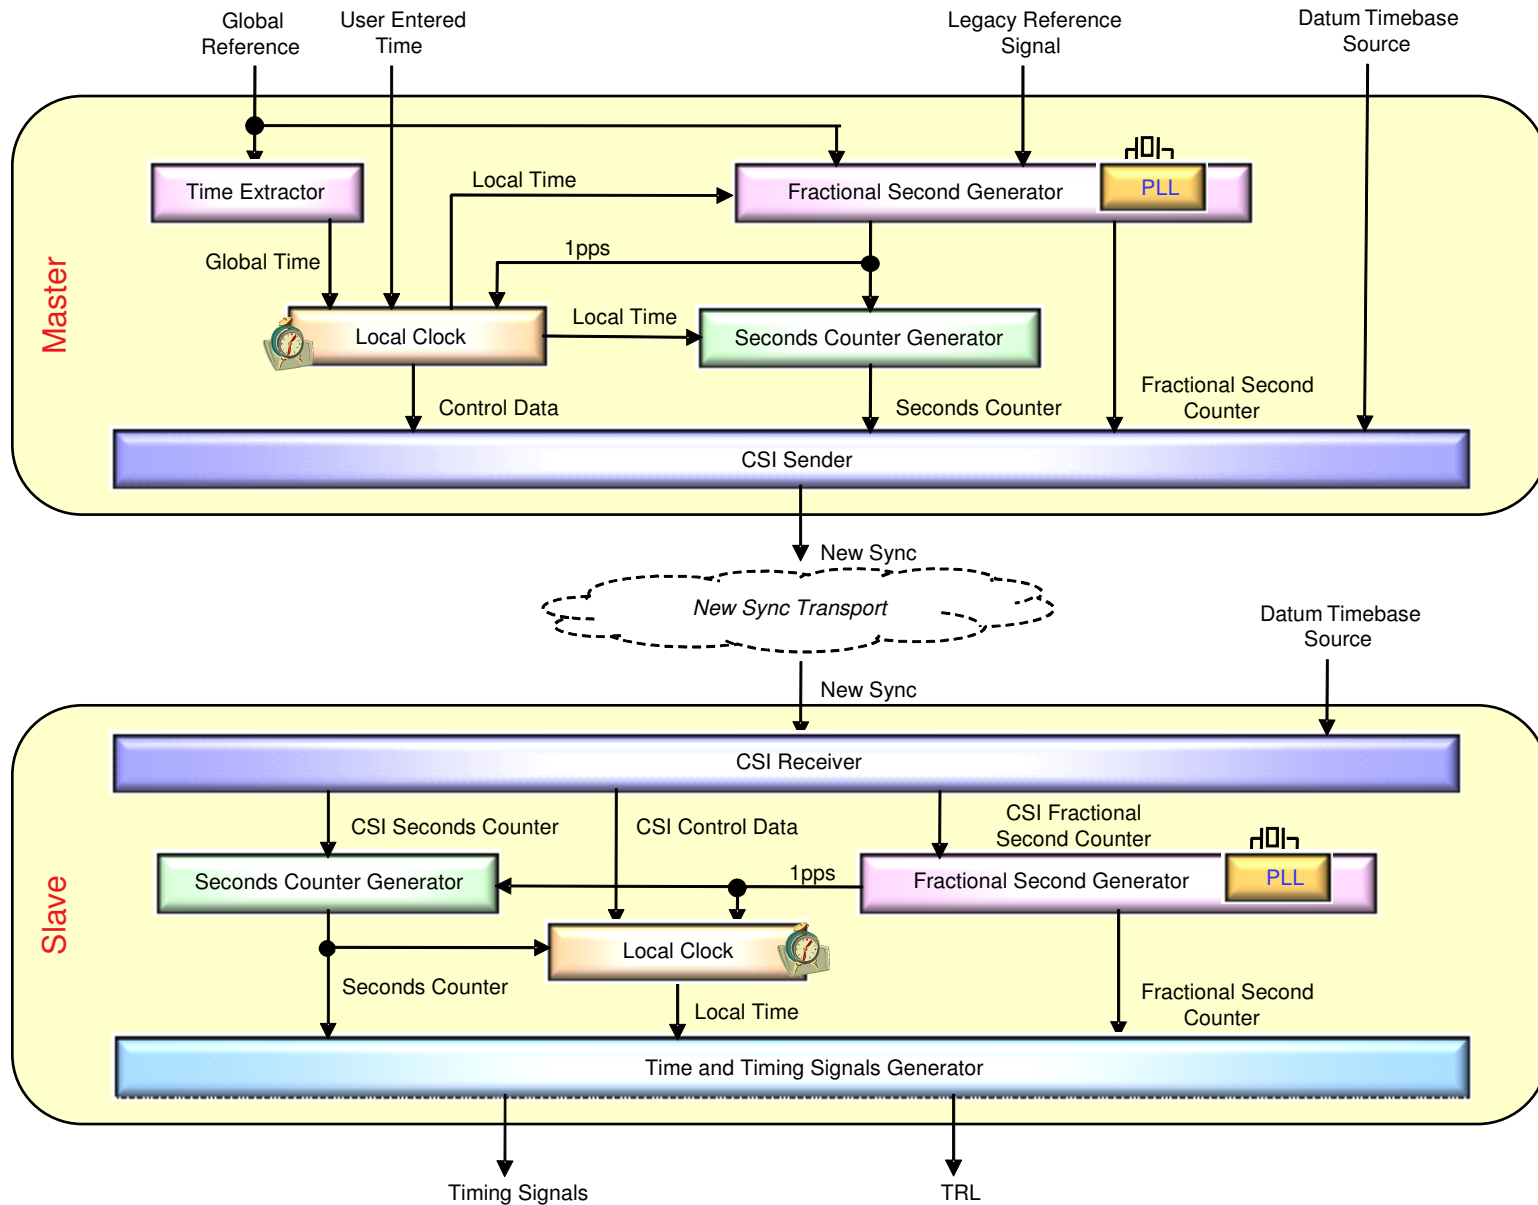 Global
Reference
User Entered
Time
Legacy Reference
Signal
Datum Timebase
Source
Master
Time Extractor
Local Time
Fractional Second Generator
PLL
Global Time
1pps
Local Clock
Local Time
Seconds Counter Generator
Control Data
Seconds Counter
Fractional Second
Counter
CSI Sender
New Sync
New Sync Transport
Datum Timebase
Source
New Sync
Slave
CSI Receiver
CSI Seconds Counter
CSI Control Data
CSI Fractional
Second Counter
Seconds Counter Generator
1pps
Fractional Second Generator
PLL
Local Clock
Seconds Counter
Local Time
Fractional Second
Counter
Time and Timing Signals Generator
Timing Signals
TRL